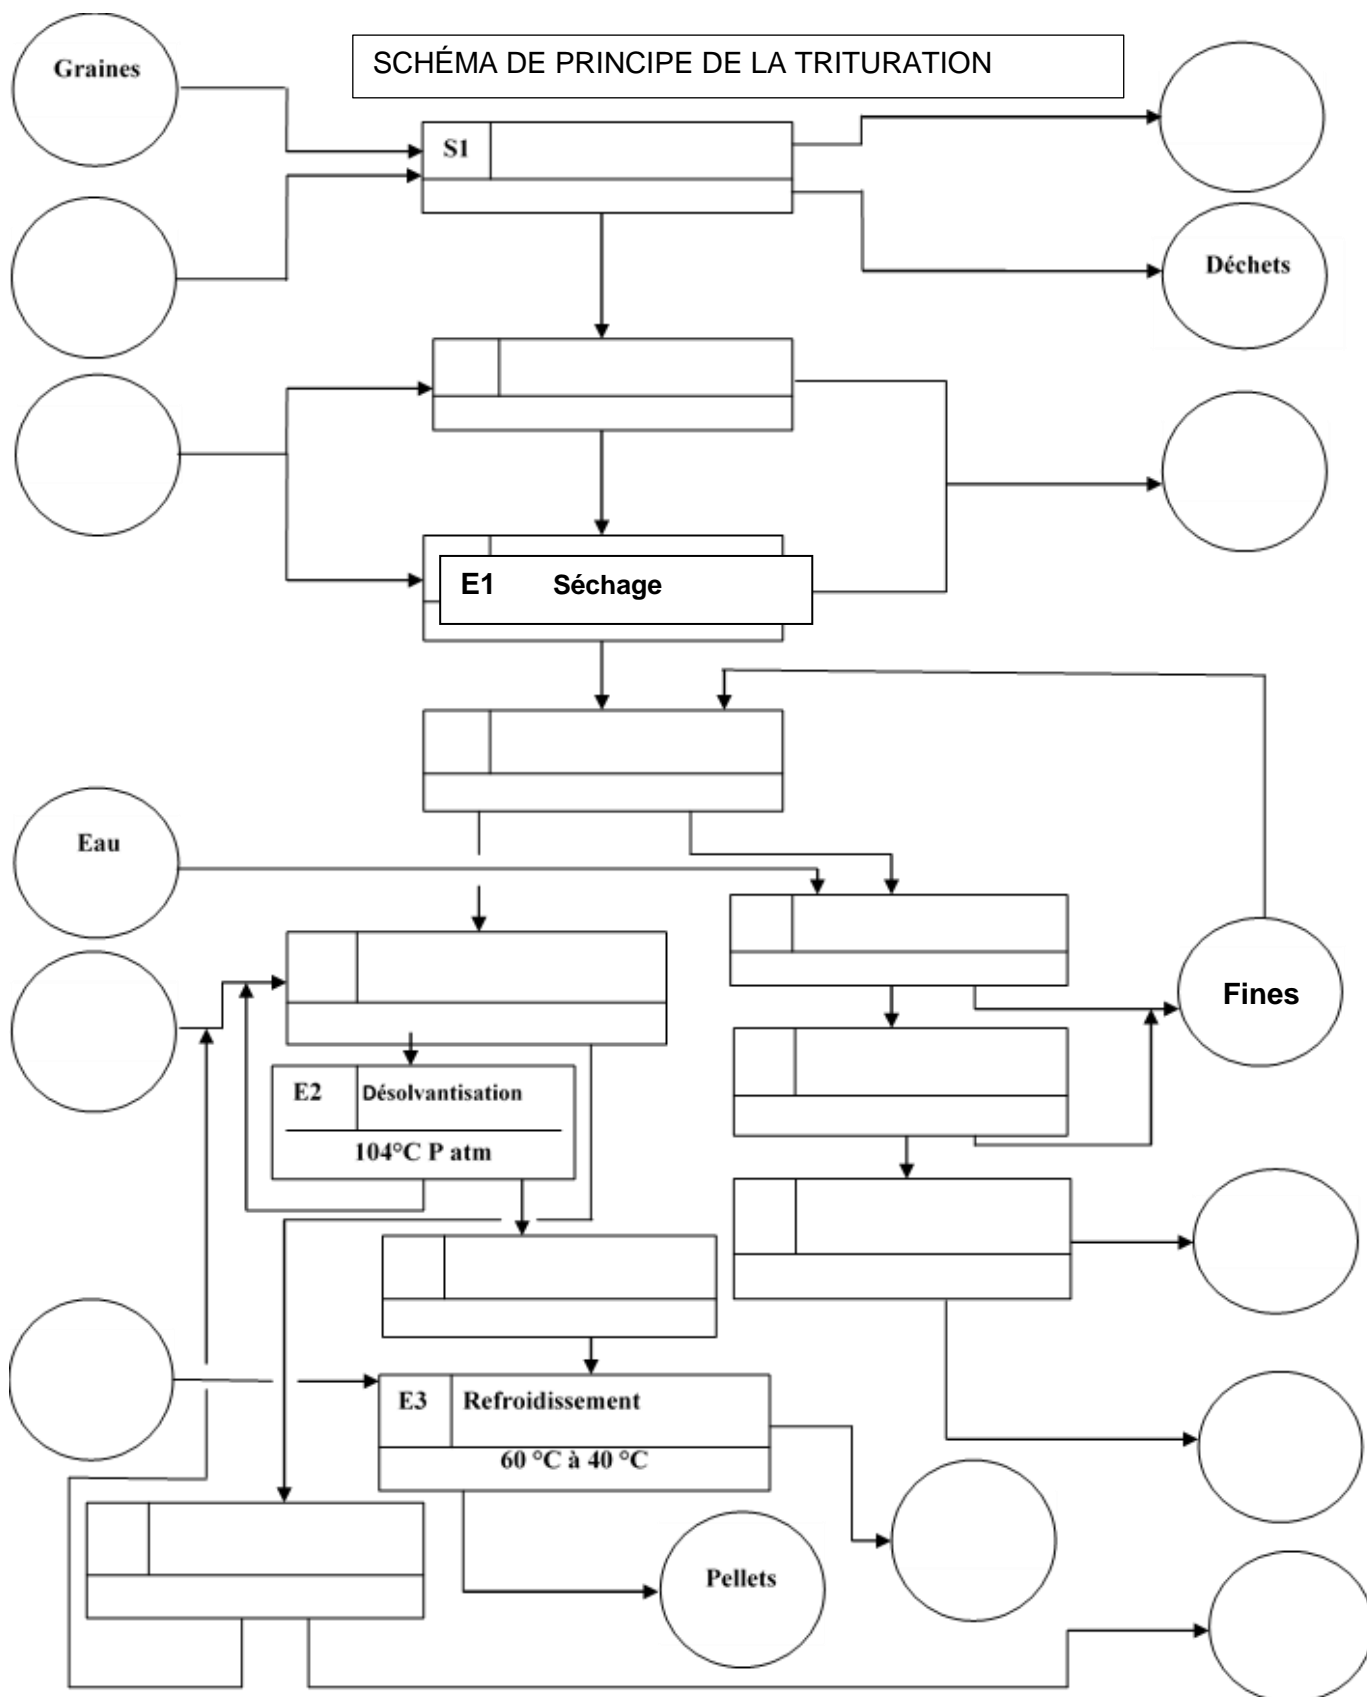 Graines
SCHÉMA DE PRINCIPE DE LA TRITURATION
S1
Déchets
E1 Séchage
Eau
Fines
E2 Désolvantisation
104°C P atm
E3 Refroidissement
60 °C à 40 °C
Pellets